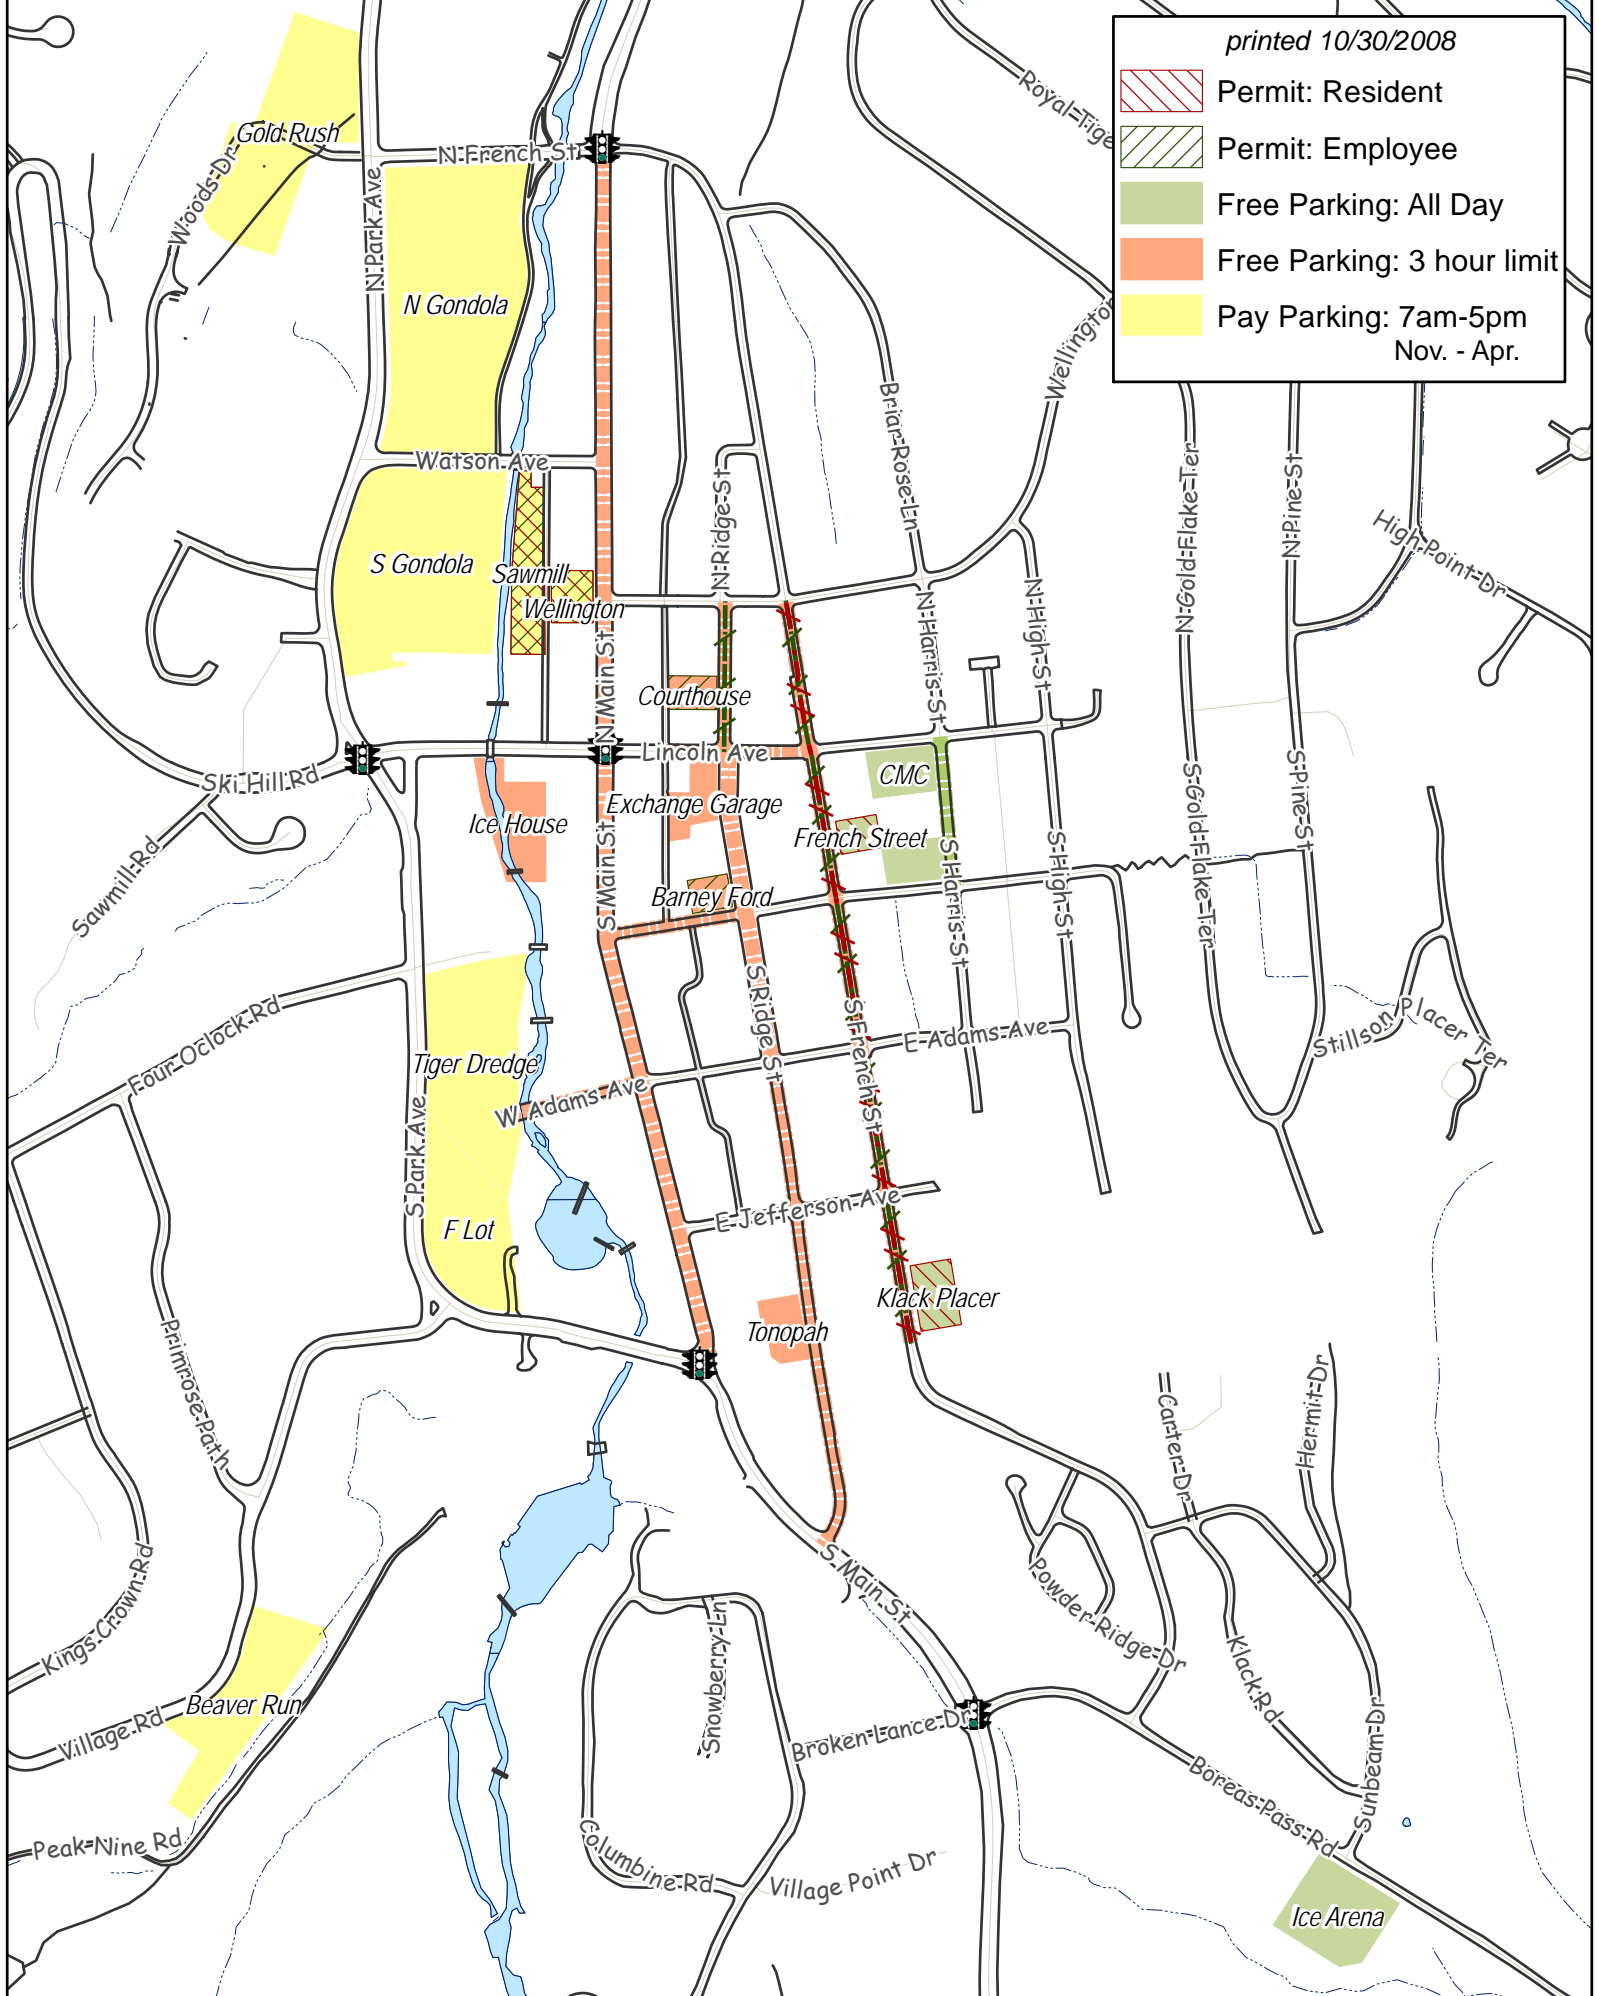 printed 10/30/2008
Permit: Resident
Permit: Employee
Free Parking: All Day
Free Parking: 3 hour limit
Pay Parking: 7am-5pm
Nov. - Apr.
Royal Tige
Gold Rush
N French St
Woods Dr
N Park Ave
N Gondola
Wellington
Briar Rose Ln
Watson Ave
N Ridge St
N Gold Flake Ter
N Pine St
High Point Dr
S Gondola
Sawmill
Wellington
N Harris St
N High St
N Main St
Courthouse
Lincoln Ave
Ski Hill Rd
CMC
Exchange Garage
Ice House
French Street
S Gold Flake Ter
S Pine St
Sawmill Rd
S Main St
Barney Ford
S Harris St
S High St
Four Oclock Rd
S Ridge St
S French St
E Adams Ave
Stillson Placer Ter
Tiger Dredge
W Adams Ave
S Park Ave
E Jefferson Ave
F Lot
Klack Placer
Tonopah
Primrose Path
Carter Dr
Hermit Dr
S Main St
Powder Ridge Dr
Kings Crown Rd
Snowberry Ln
Klack Rd
Sunbeam Dr
Beaver Run
Village Rd
Broken Lance Dr
Boreas Pass Rd
Peak Nine Rd
Columbine Rd
Village Point Dr
Ice Arena